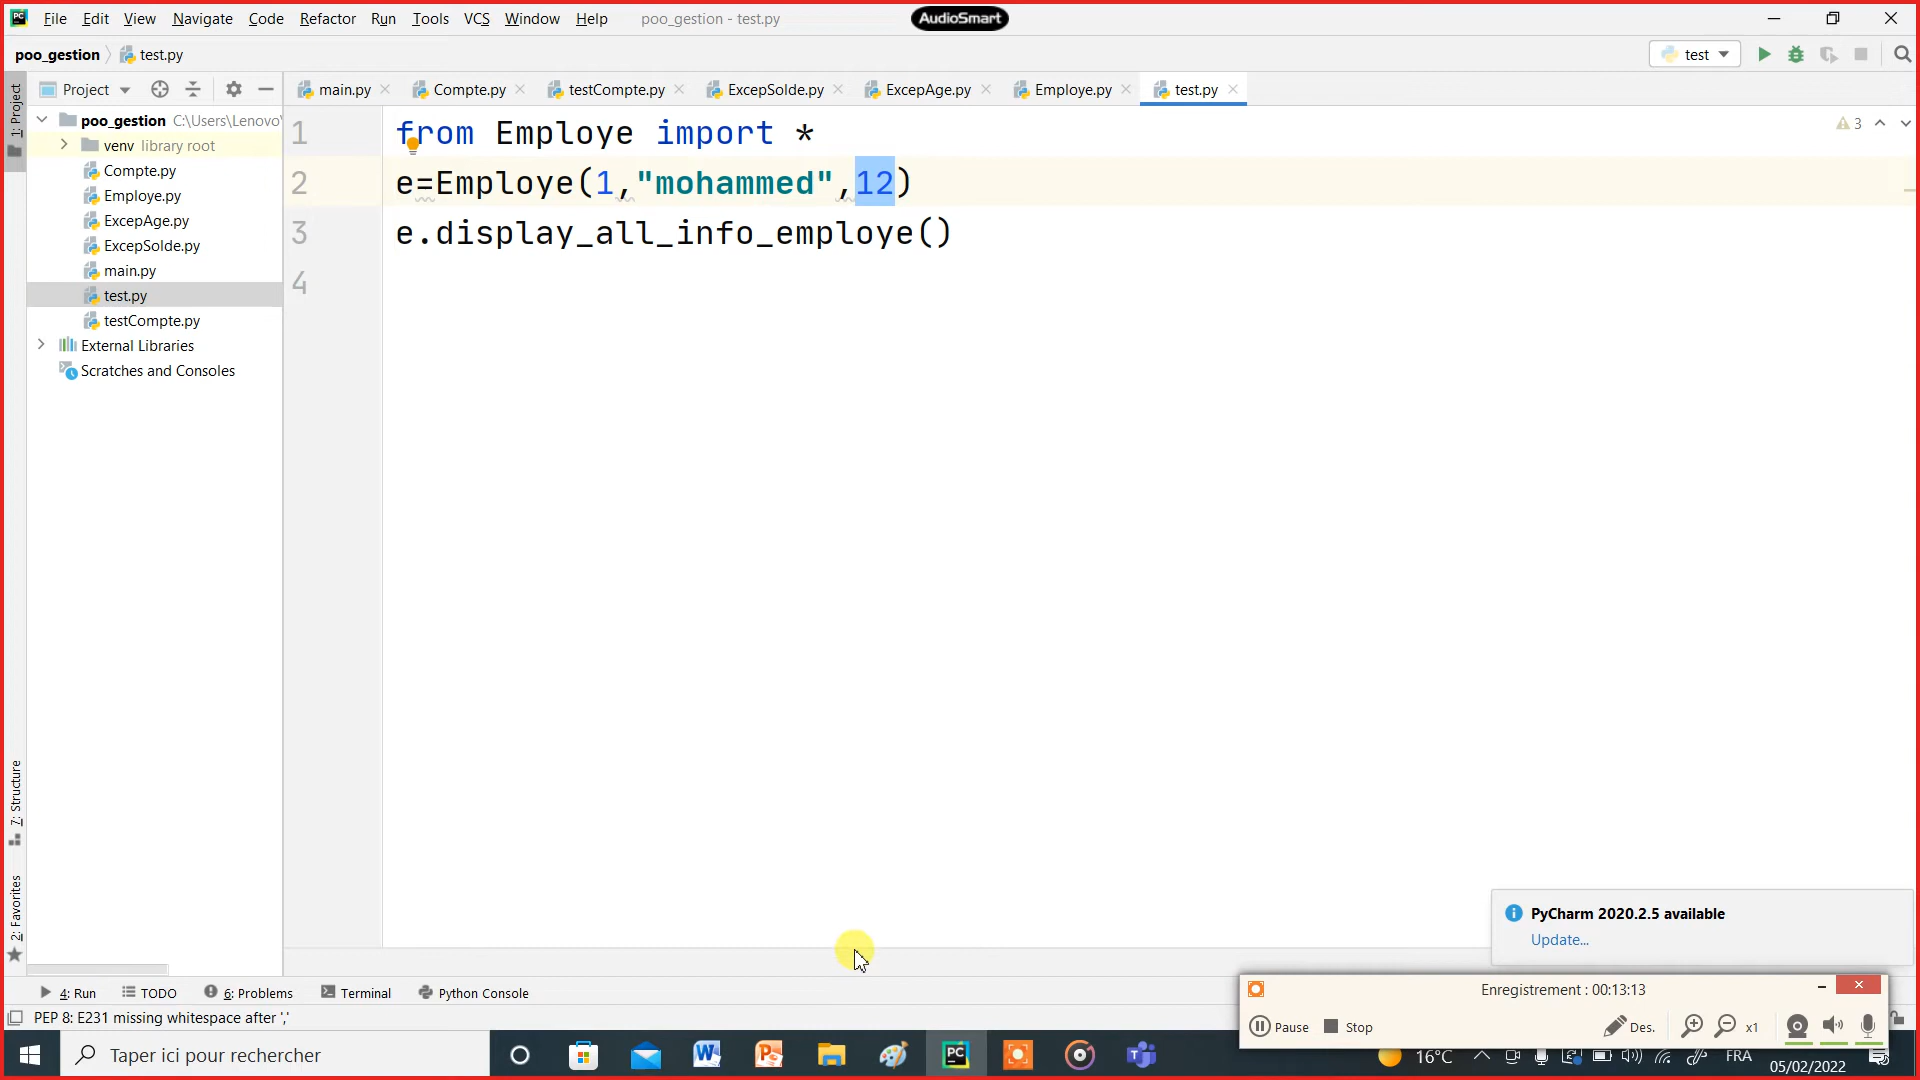 File Edit View Navigate Code Refactor Run Tools VCS Window Help poo_gestion - test.py AudioSmart
poo_gestion test.py test
1: Project Project main.py Compte.py testCompte.py ExcepSolde.py ExcepAge.py Employe.py test.py
poo_gestion C:\Users\Lenovo\
venv library root
Compte.py
Employe.py
ExcepAge.py
ExcepSolde.py
main.py
test.py
testCompte.py
External Libraries
Scratches and Consoles
1 from Employe import *
2 e=Employe(1,"mohammed",12)
3 e.display_all_info_employe()
4
3
7: Structure
2: Favorites
PyCharm 2020.2.5 available
Update...
4: Run TODO 6: Problems Terminal Python Console
PEP 8: E231 missing whitespace after ','
Enregistrement : 00:13:13
Pause Stop Des. x1
Taper ici pour rechercher
16°C FRA
05/02/2022